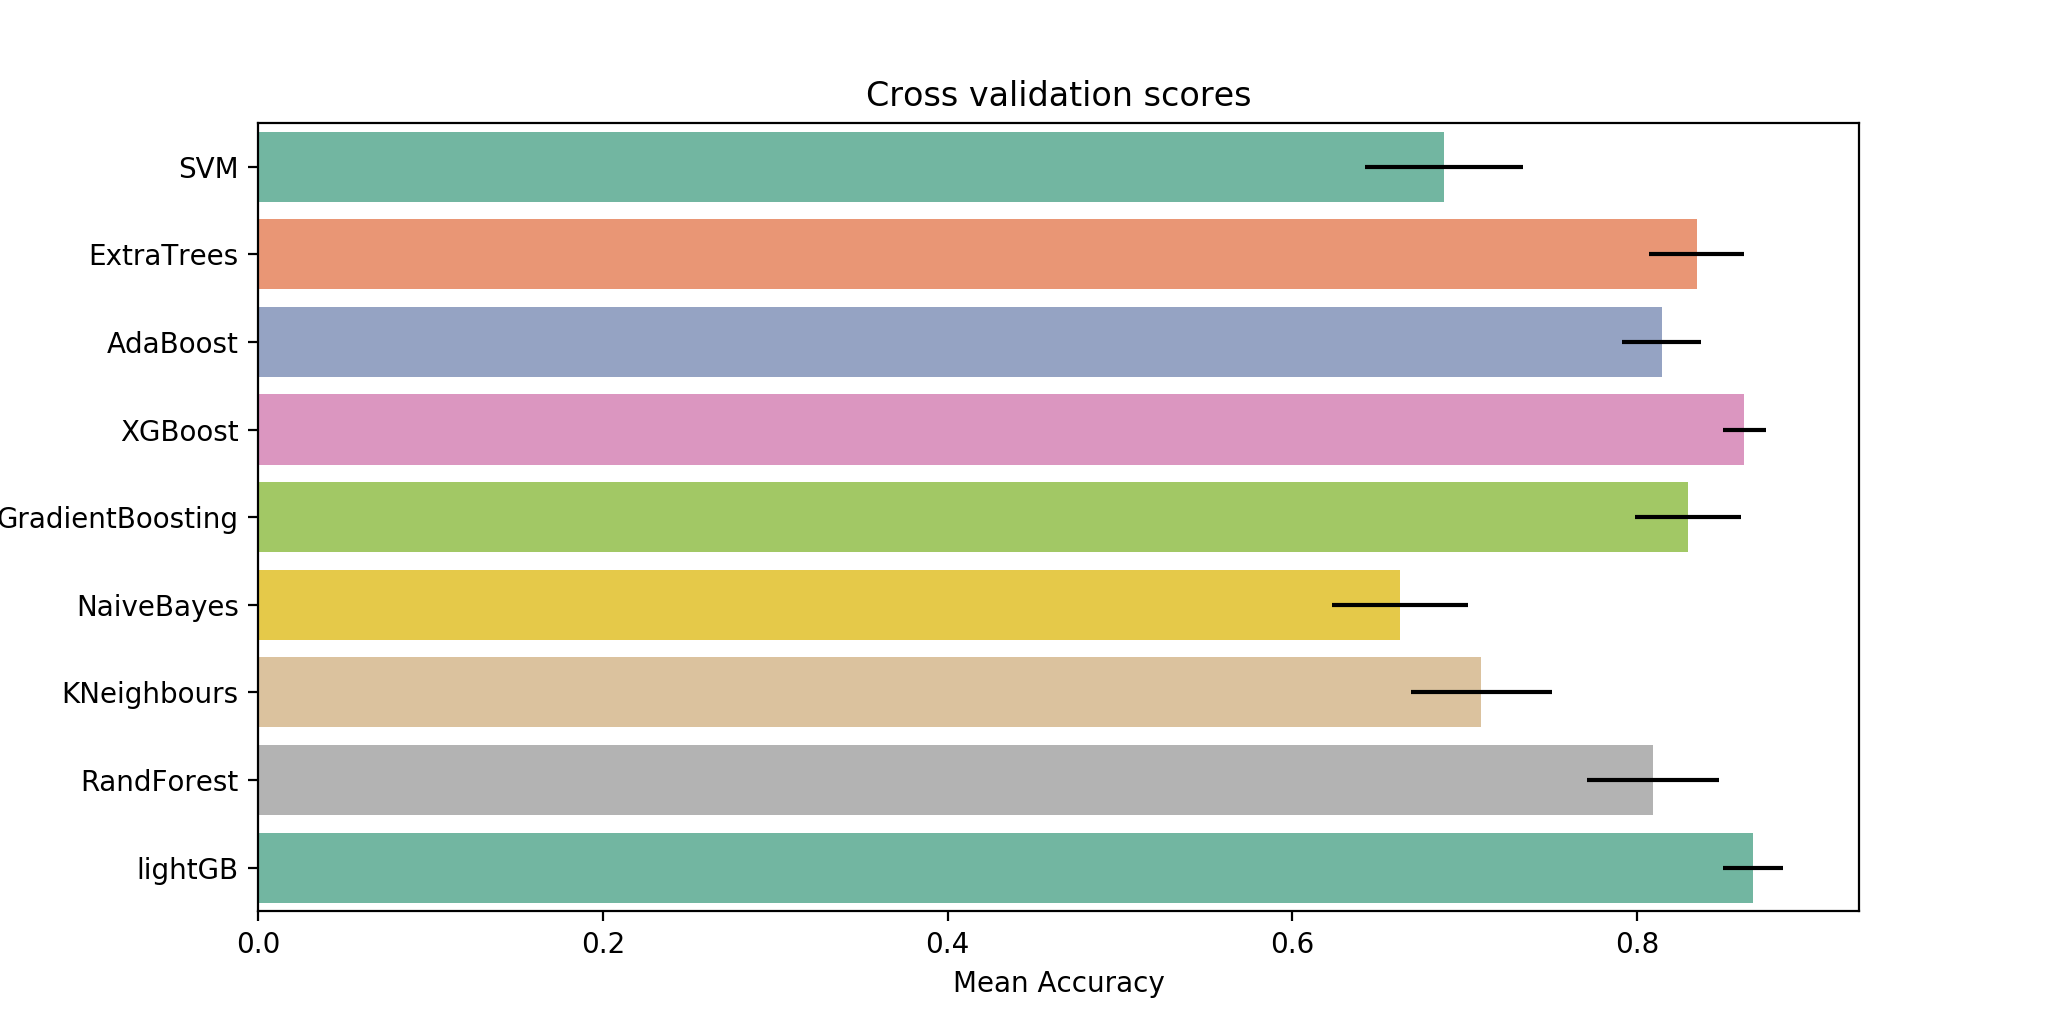 Cross validation scores
SVM
ExtraTrees
AdaBoost
XGBoost
GradientBoosting
NaiveBayes
KNeighbours
RandForest
lightGB
0.0 0.2 0.4 0.6 0.8
Mean Accuracy